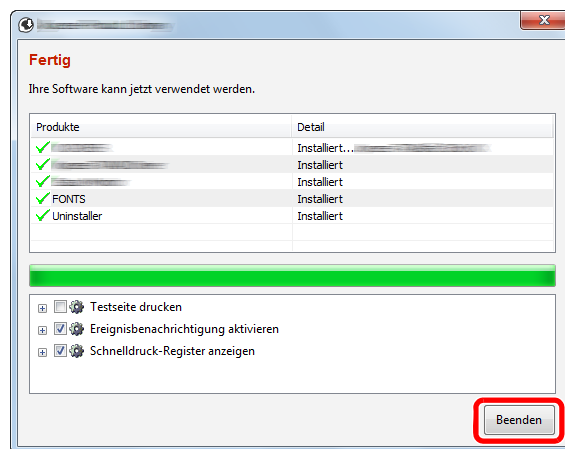 Fertig
Ihre Software kann jetzt verwendet werden.
Produkte Detail
Installiert...
Installiert
Installiert
FONTS Installiert
Uninstaller Installiert
Testseite drucken
Ereignisbenachrichtigung aktivieren
Schnelldruck-Register anzeigen
Beenden